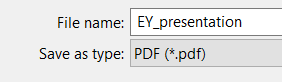 File name: EY_presentation
Save as type: PDF (*.pdf)